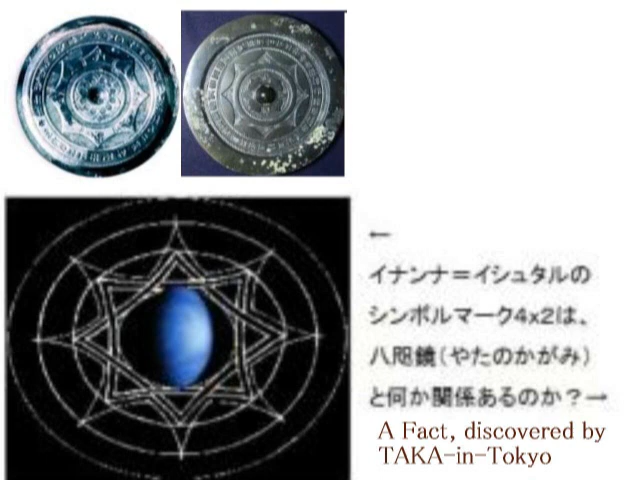 ←
イナンナ＝イシュタルの
シンボルマーク4x2は、
八咫鏡（やたのかがみ）
と何か関係あるのか？→
A Fact, discovered by
TAKA-in-Tokyo